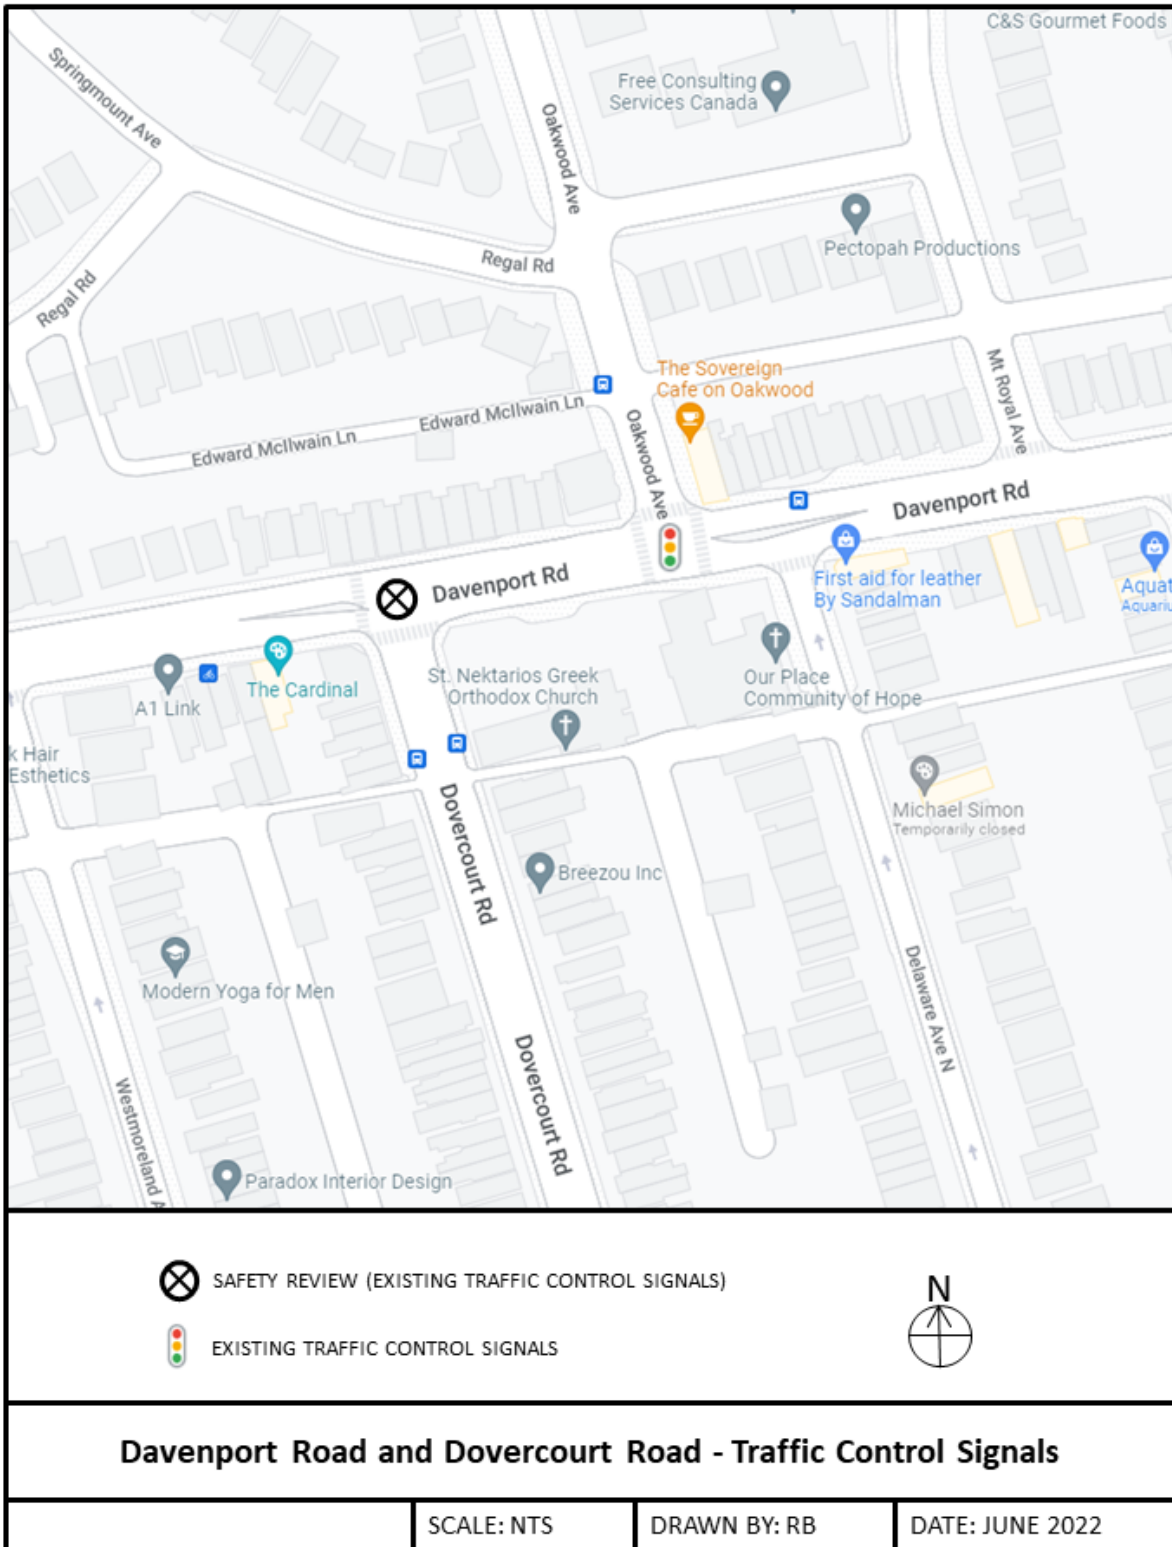 C&S Gourmet Foods
Springmount Ave
Free Consulting
Services Canada
Oakwood Ave
Pectopah Productions
Regal Rd
Regal Rd
The Sovereign
Cafe on Oakwood
Mt Royal Ave
Edward McIlwain Ln
Edward McIlwain Ln
Oakwood Ave
Davenport Rd
Davenport Rd
First aid for leather
By Sandalman
Aquat
Aquariu
St. Nektarios Greek
Orthodox Church
Our Place
Community of Hope
The Cardinal
A1 Link
k Hair
Esthetics
Michael Simon
Temporarily closed
Dovercourt Rd
Breezou Inc
Modern Yoga for Men
Delaware Ave N
Dovercourt Rd
Westmoreland A
Paradox Interior Design
SAFETY REVIEW (EXISTING TRAFFIC CONTROL SIGNALS)
N
EXISTING TRAFFIC CONTROL SIGNALS
Davenport Road and Dovercourt Road - Traffic Control Signals
SCALE: NTS
DRAWN BY: RB
DATE: JUNE 2022